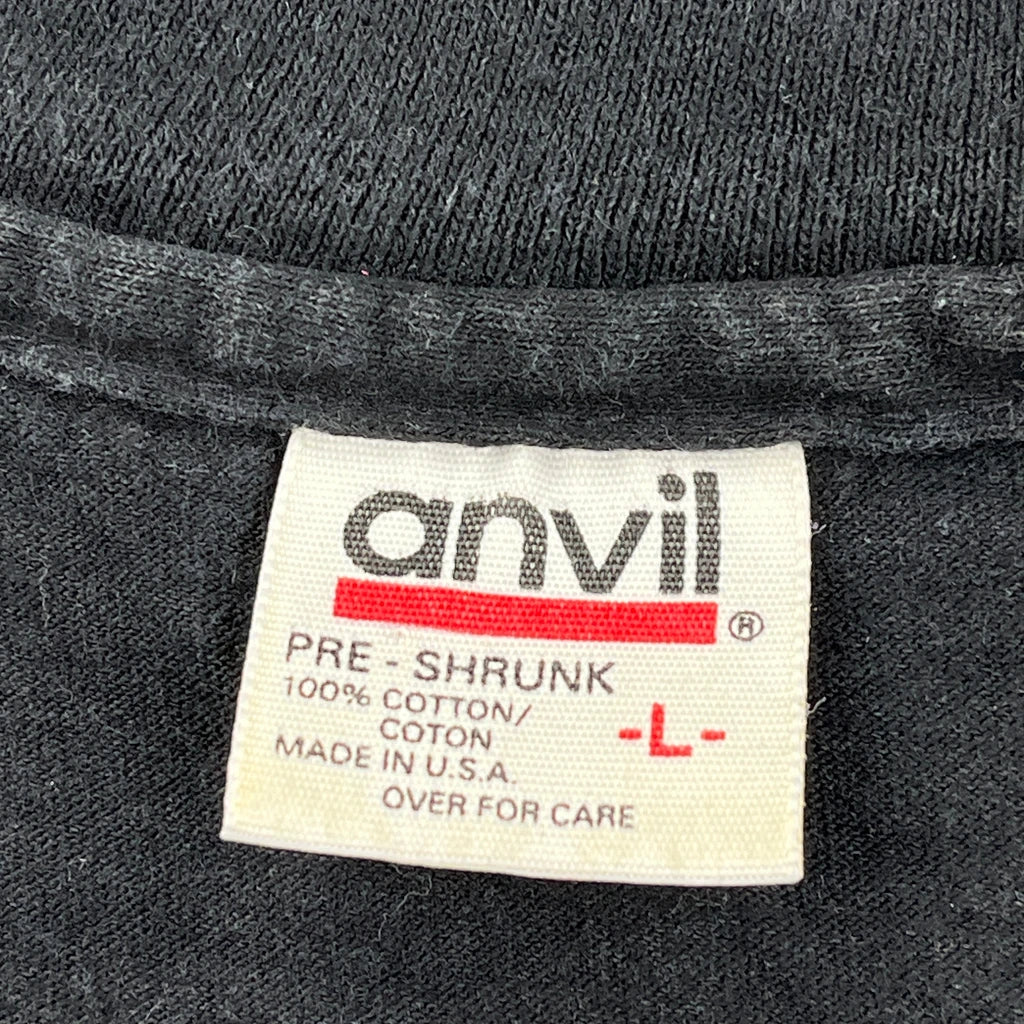 anvil®
PRE - SHRUNK
100% COTTON/
COTON
-L-
MADE IN U.S.A.
OVER FOR CARE